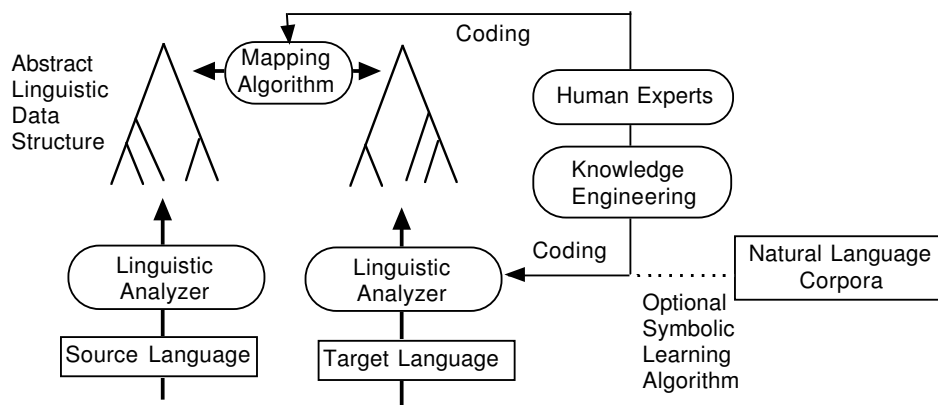 Coding
Abstract
Linguistic
Data
Structure
Mapping
Algorithm
Human Experts
Knowledge
Engineering
Linguistic
Analyzer
Linguistic
Analyzer
Coding
Natural Language
Corpora
Optional
Symbolic
Learning
Algorithm
Source Language
Target Language